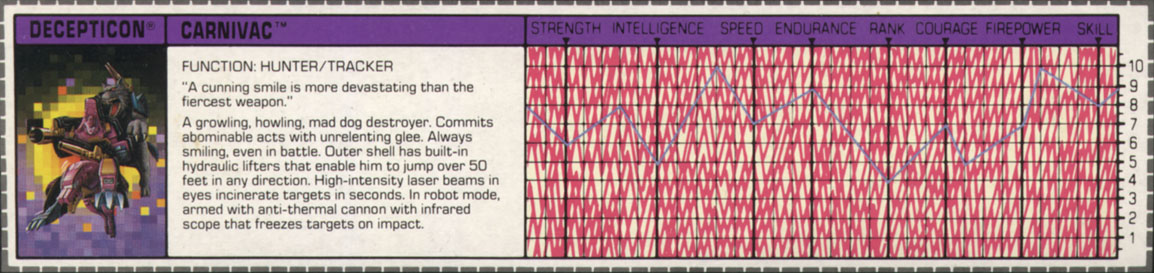 DECEPTICON®
CARNIVAC™
STRENGTH INTELLIGENCE SPEED ENDURANCE RANK COURAGE FIREPOWER SKILL
FUNCTION: HUNTER/TRACKER
"A cunning smile is more devastating than the
fiercest weapon."
A growling, howling, mad dog destroyer. Commits
abominable acts with unrelenting glee. Always
smiling, even in battle. Outer shell has built-in
hydraulic lifters that enable him to jump over 50
feet in any direction. High-intensity laser beams in
eyes incinerate targets in seconds. In robot mode,
armed with anti-thermal cannon with infrared
scope that freezes targets on impact.
10
9
8
7
6
5
4
3
2
1